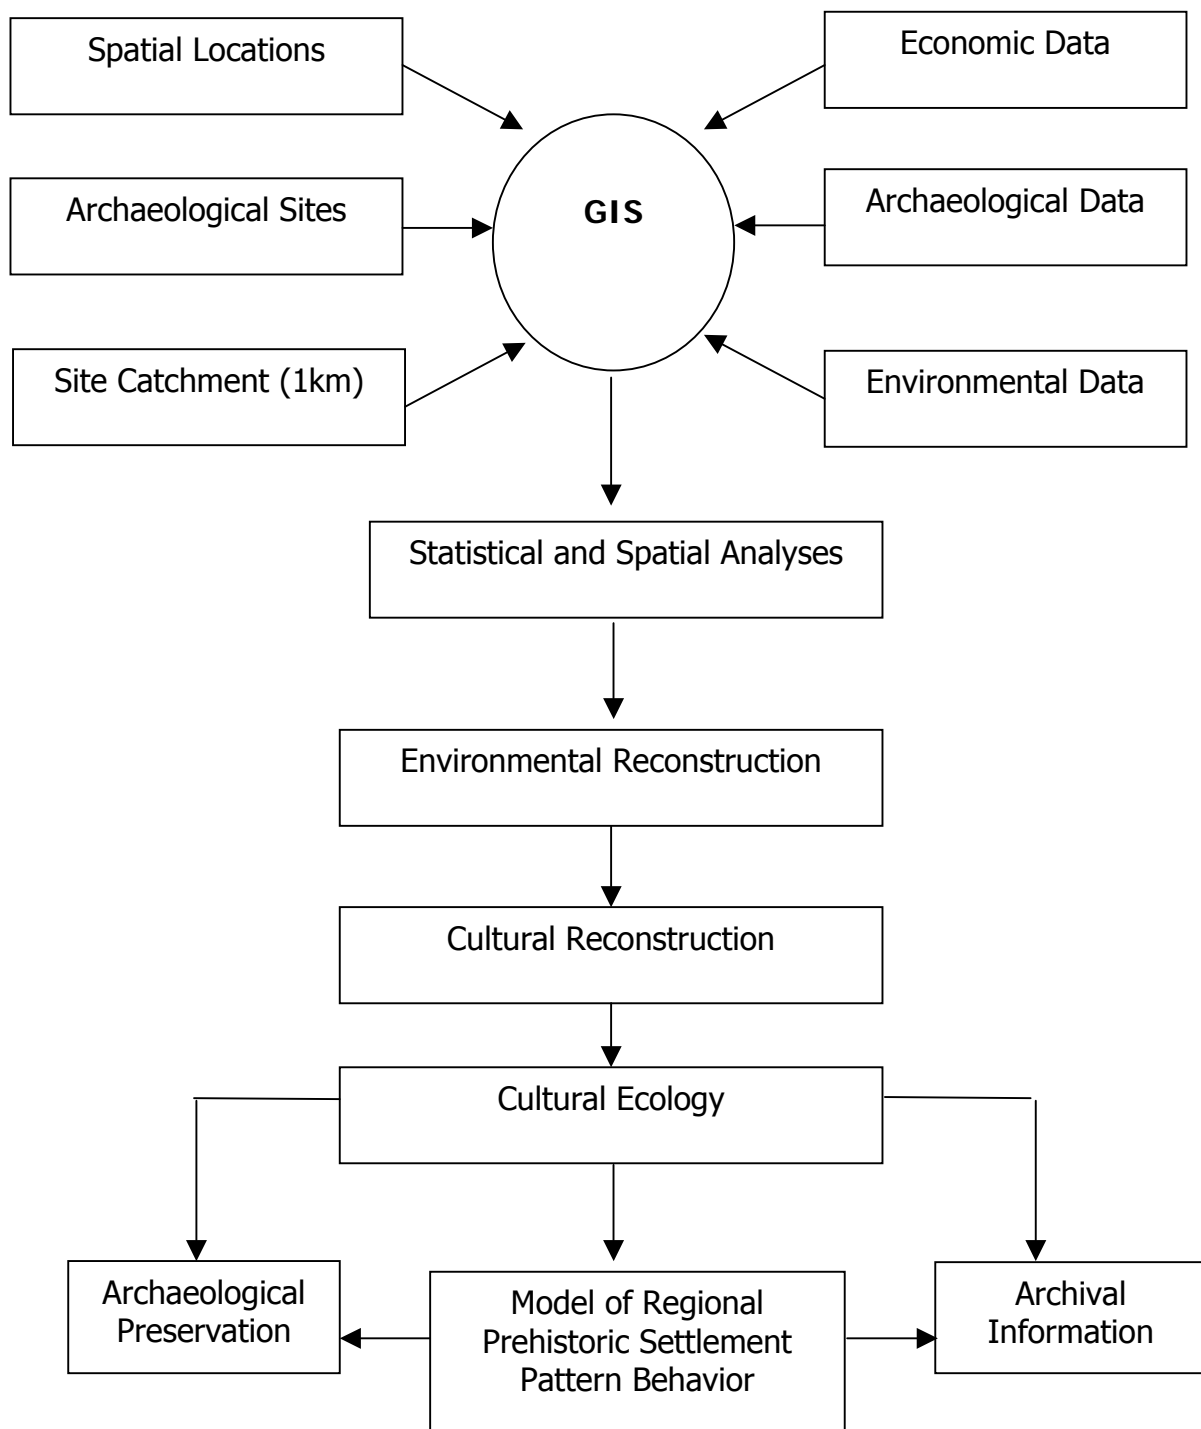 Spatial Locations
Economic Data
GIS
Archaeological Sites
Archaeological Data
Site Catchment (1km)
Environmental Data
Statistical and Spatial Analyses
Environmental Reconstruction
Cultural Reconstruction
Cultural Ecology
Archaeological
Preservation
Model of Regional
Prehistoric Settlement
Pattern Behavior
Archival
Information